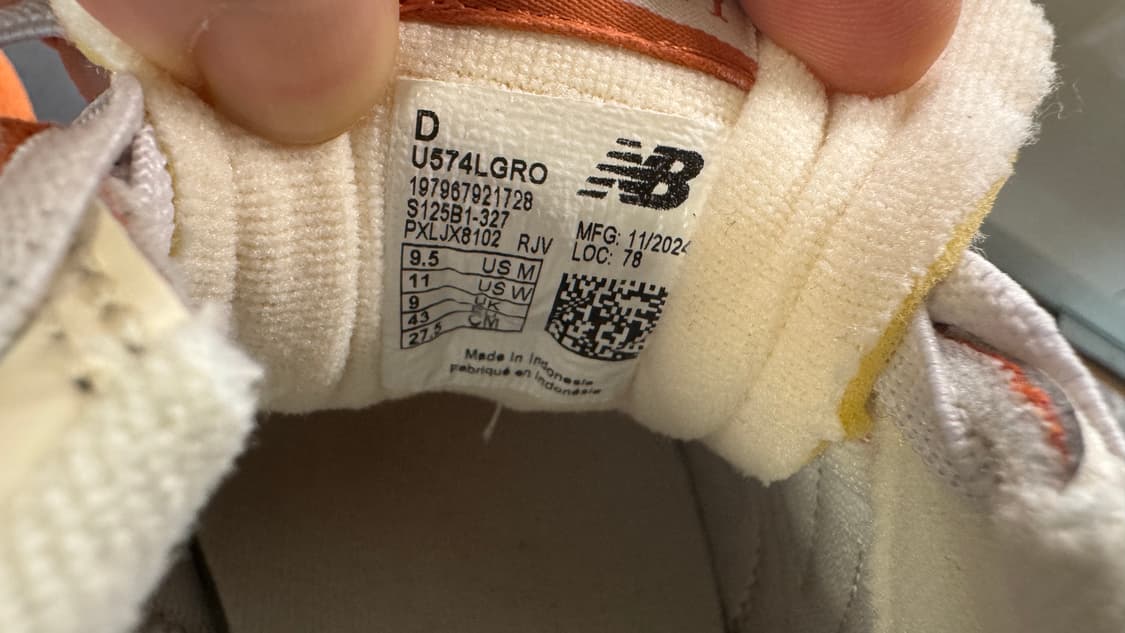 D
U574LGRO
197967921728
S125B1-327
PXLJX8102 RJV
NB
MFG: 11/2024
LOC: 78
9.5 US M
11 US W
9 UK
43
27.5 CM
Made in Indonesia
Fabriqué en Indonésie